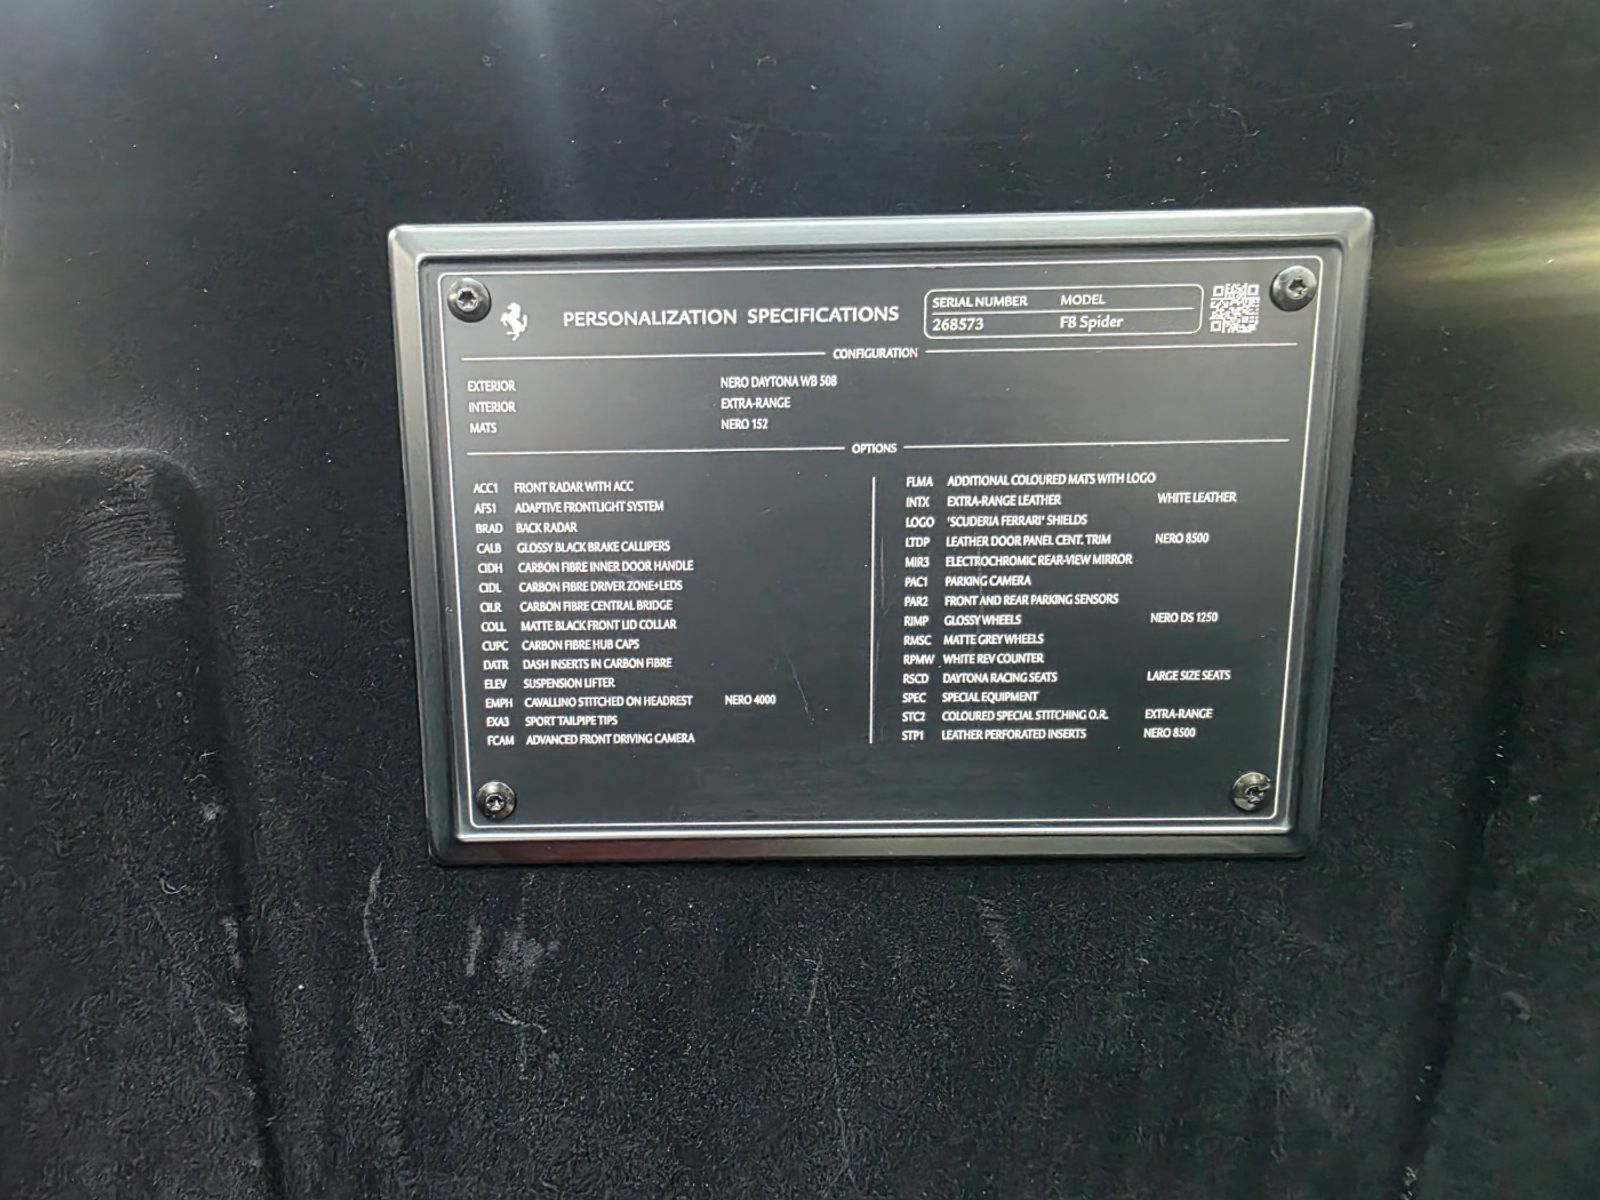 PERSONALIZATION SPECIFICATIONS
SERIAL NUMBER MODEL
268573 F8 Spider
CONFIGURATION
EXTERIOR NERO DAYTONA WB 508
INTERIOR EXTRA-RANGE
MATS NERO 152
OPTIONS
ACC1 FRONT RADAR WITH ACC
AFS1 ADAPTIVE FRONTLIGHT SYSTEM
BRAD BACK RADAR
CALB GLOSSY BLACK BRAKE CALLIPERS
CIDH CARBON FIBRE INNER DOOR HANDLE
CIDL CARBON FIBRE DRIVER ZONE+LEDS
CILR CARBON FIBRE CENTRAL BRIDGE
COLL MATTE BLACK FRONT LID COLLAR
CUPC CARBON FIBRE HUB CAPS
DATR DASH INSERTS IN CARBON FIBRE
ELEV SUSPENSION LIFTER
EMPH CAVALLINO STITCHED ON HEADREST NERO 4000
EXA3 SPORT TAILPIPE TIPS
FCAM ADVANCED FRONT DRIVING CAMERA
FLMA ADDITIONAL COLOURED MATS WITH LOGO
INTX EXTRA-RANGE LEATHER WHITE LEATHER
LOGO 'SCUDERIA FERRARI' SHIELDS
LTDP LEATHER DOOR PANEL CENT. TRIM NERO 8500
MIR3 ELECTROCHROMIC REAR-VIEW MIRROR
PAC1 PARKING CAMERA
PAR2 FRONT AND REAR PARKING SENSORS
RIMP GLOSSY WHEELS NERO DS 1250
RMSC MATTE GREY WHEELS
RPMW WHITE REV COUNTER
RSCD DAYTONA RACING SEATS LARGE SIZE SEATS
SPEC SPECIAL EQUIPMENT
STC2 COLOURED SPECIAL STITCHING O.R. EXTRA-RANGE
STP1 LEATHER PERFORATED INSERTS NERO 8500